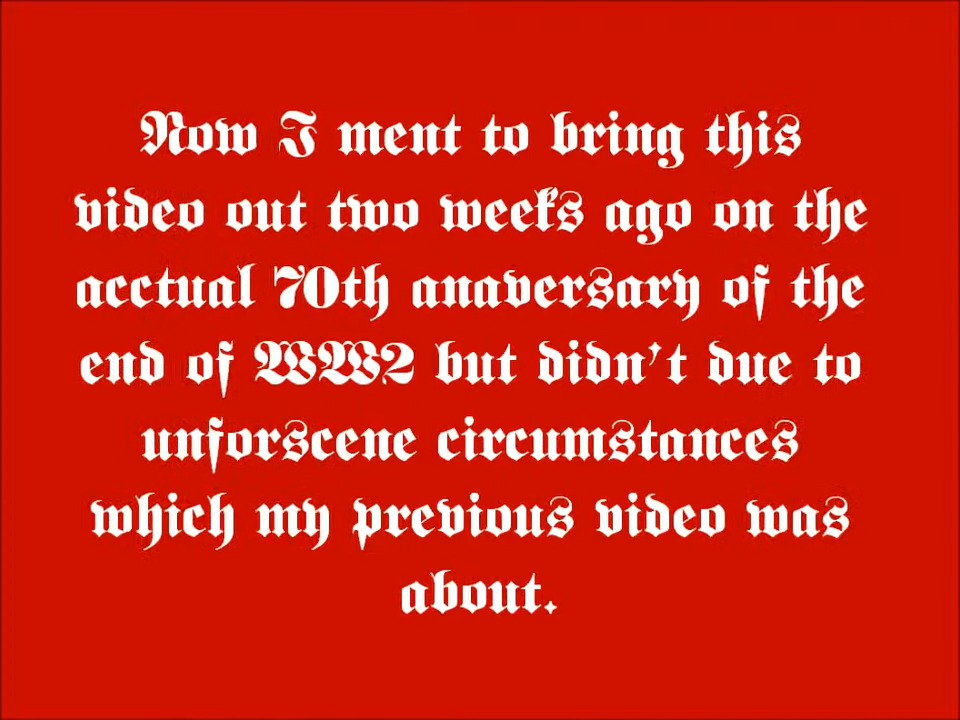 Now I ment to bring this
video out two weeks ago on the
acctual 70th anaversary of the
end of WW2 but didn't due to
unforscene circumstances
which my previous video was
about.